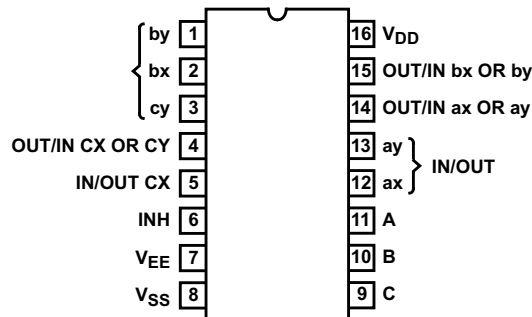 by 1 16 VDD
bx 2 15 OUT/IN bx OR by
cy 3 14 OUT/IN ax OR ay
OUT/IN CX OR CY 4 13 ay
IN/OUT
IN/OUT CX 5 12 ax
INH 6 11 A
VEE 7 10 B
VSS 8 9 C